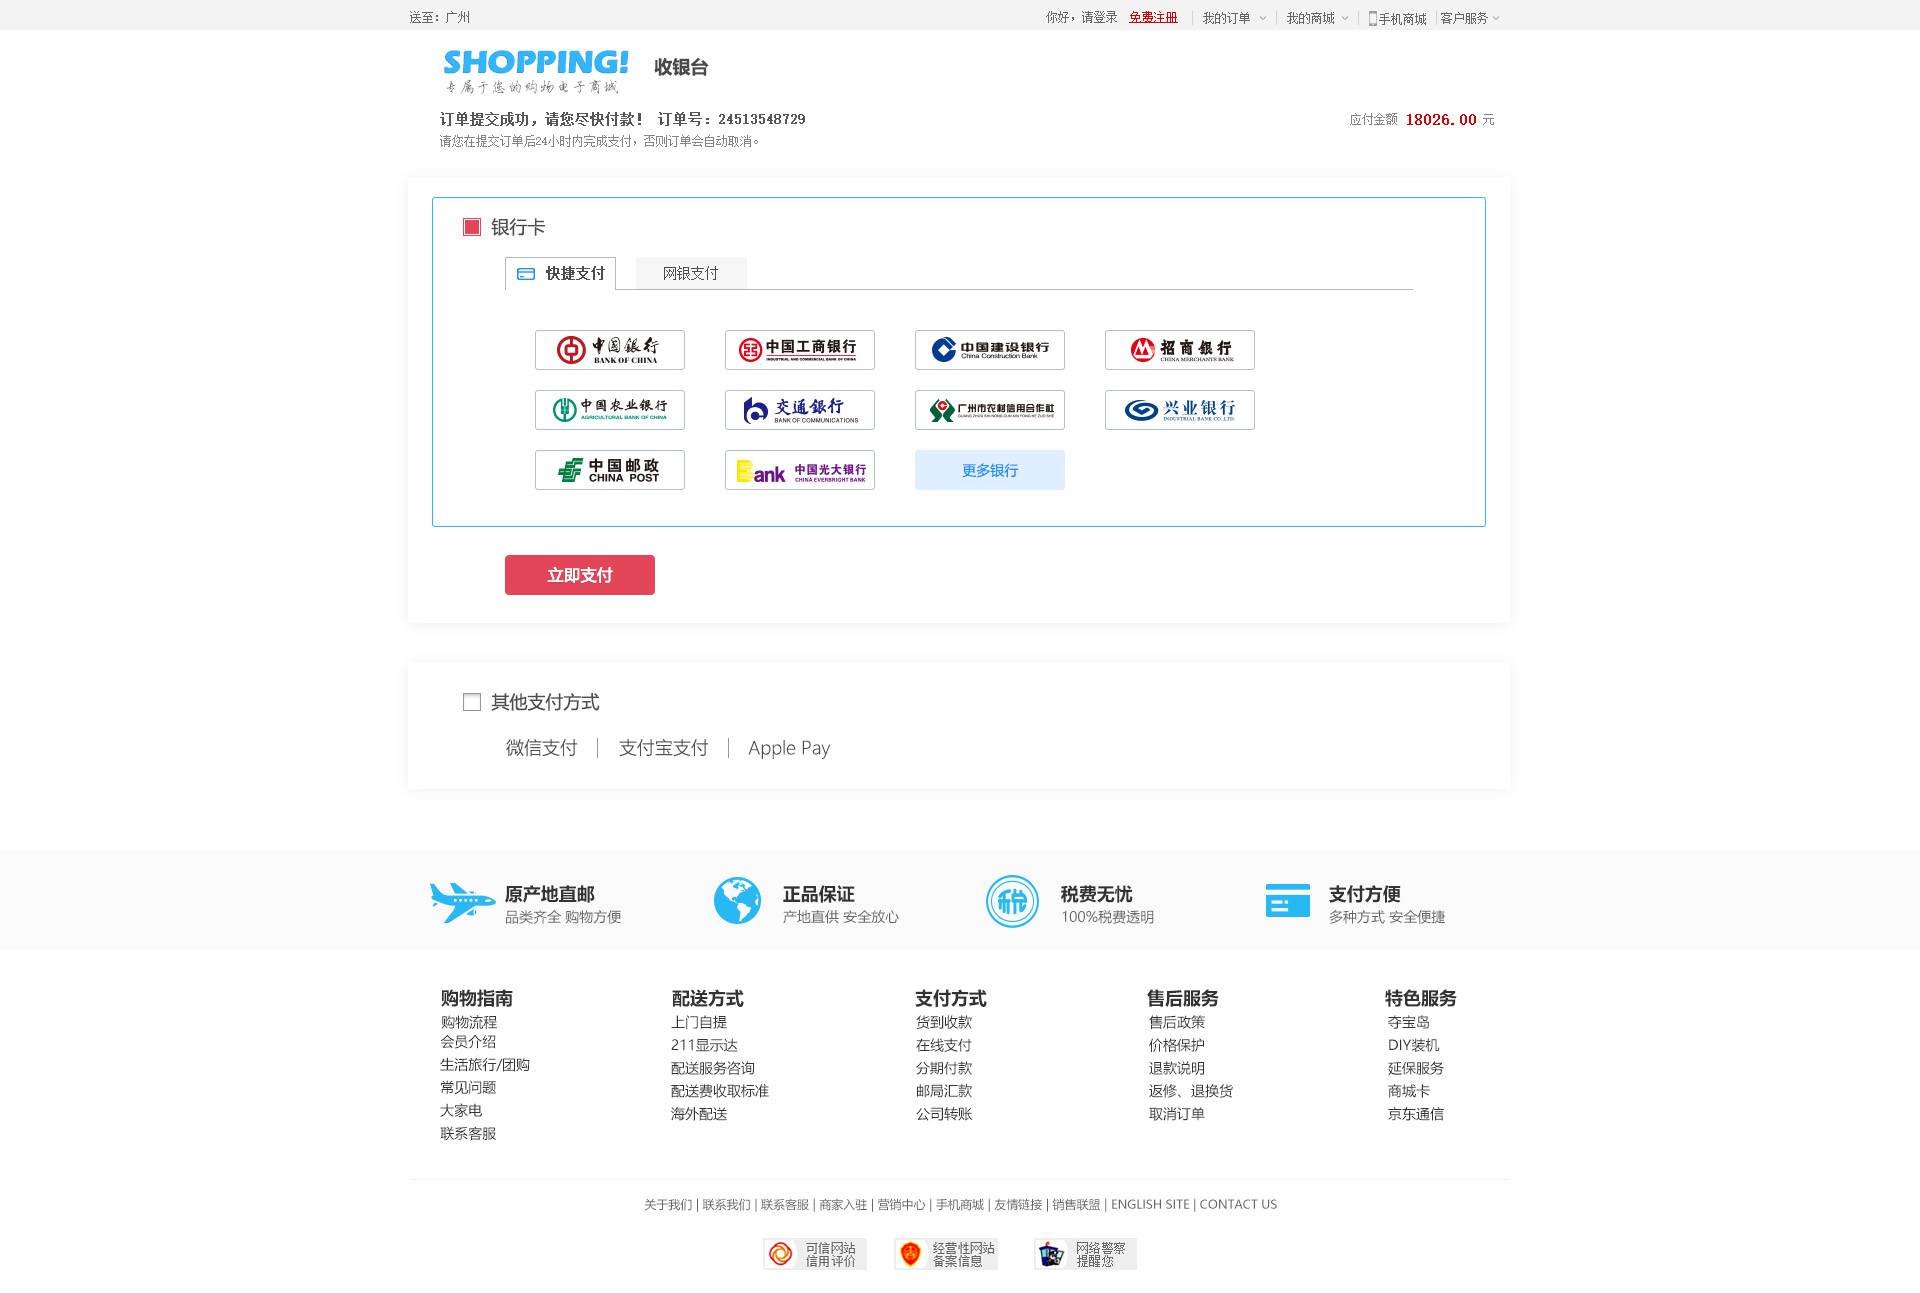 送至：广州
你好，请登录 免费注册 我的订单 我的商城 手机商城 客户服务
SHOPPING!
专属于您的购物电子商城
收银台
订单提交成功，请您尽快付款！ 订单号：24513548729
应付金额 18026.00 元
请您在提交订单后24小时内完成支付，否则订单会自动取消。
银行卡
快捷支付 网银支付
中国银行 BANK OF CHINA
中国工商银行 INDUSTRIAL AND COMMERCIAL BANK OF CHINA
中国建设银行 China Construction Bank
招商银行 CHINA MERCHANTS BANK
中国农业银行 AGRICULTURAL BANK OF CHINA
交通银行 BANK OF COMMUNICATIONS
广州市农村信用合作社
兴业银行 INDUSTRIAL BANK CO.,LTD.
中国邮政 CHINA POST
Bank 中国光大银行 CHINA EVERBRIGHT BANK
更多银行
立即支付
其他支付方式
微信支付 支付宝支付 Apple Pay
原产地直邮
品类齐全 购物方便
正品保证
产地直供 安全放心
税
税费无忧
100%税费透明
支付方便
多种方式 安全便捷
购物指南
购物流程
会员介绍
生活旅行/团购
常见问题
大家电
联系客服
配送方式
上门自提
211显示达
配送服务咨询
配送费收取标准
海外配送
支付方式
货到收款
在线支付
分期付款
邮局汇款
公司转账
售后服务
售后政策
价格保护
退款说明
返修、退换货
取消订单
特色服务
夺宝岛
DIY装机
延保服务
商城卡
京东通信
关于我们 | 联系我们 | 联系客服 | 商家入驻 | 营销中心 | 手机商城 | 友情链接 | 销售联盟 | ENGLISH SITE | CONTACT US
可信网站
信用评价
经营性网站
备案信息
网络警察
提醒您